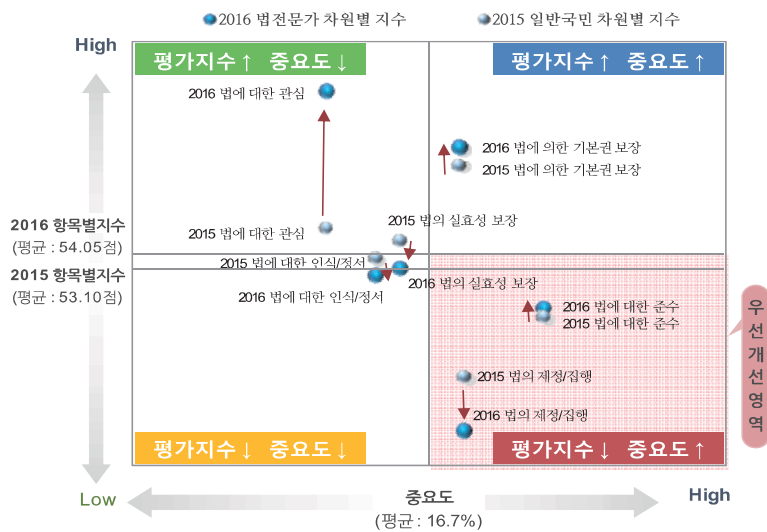 2016 법전문가 차원별 지수
2015 일반국민 차원별 지수
High
평가지수↑ 중요도↓
평가지수↑ 중요도↑
2016 법에 대한 관심
2016 법에 의한 기본권 보장
2015 법에 의한 기본권 보장
2015 법의 실효성 보장
2015 법에 대한 관심
2016 항목별지수
(평균 : 54.05점)
2015 법에 대한 인식/정서
2015 항목별지수
(평균 : 53.10점)
2016 법의 실효성 보장
2016 법에 대한 인식/정서
2016 법에 대한 준수
2015 법에 대한 준수
우선개선영역
2015 법의 제정/집행
2016 법의 제정/집행
평가지수↓ 중요도↓
평가지수↓ 중요도↑
Low
중요도
High
(평균 : 16.7%)